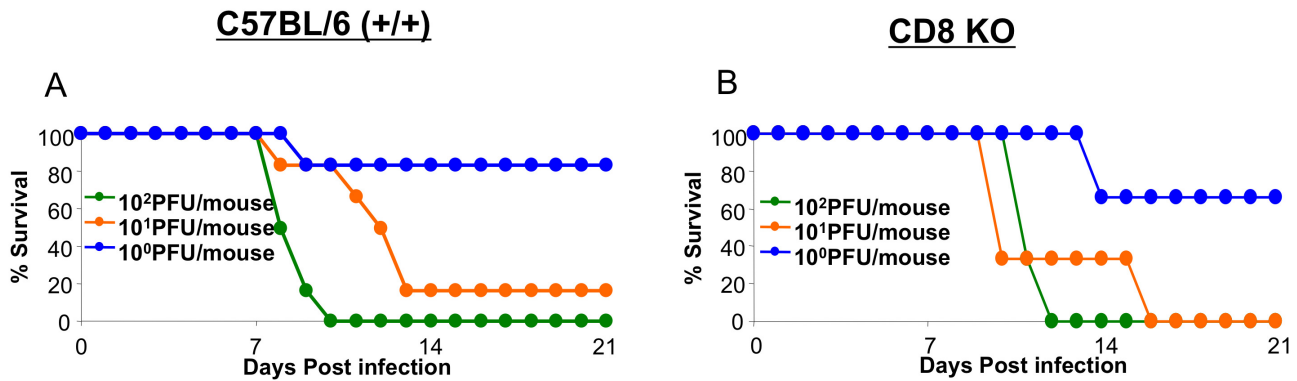 C57BL/6 (+/+)
CD8 KO
A
100
80
60
40
20
0
% Survival
10²PFU/mouse
10¹PFU/mouse
10⁰PFU/mouse
0
7
14
21
Days Post infection
B
100
80
60
40
20
0
% Survival
10²PFU/mouse
10¹PFU/mouse
10⁰PFU/mouse
0
7
14
21
Days Post infection